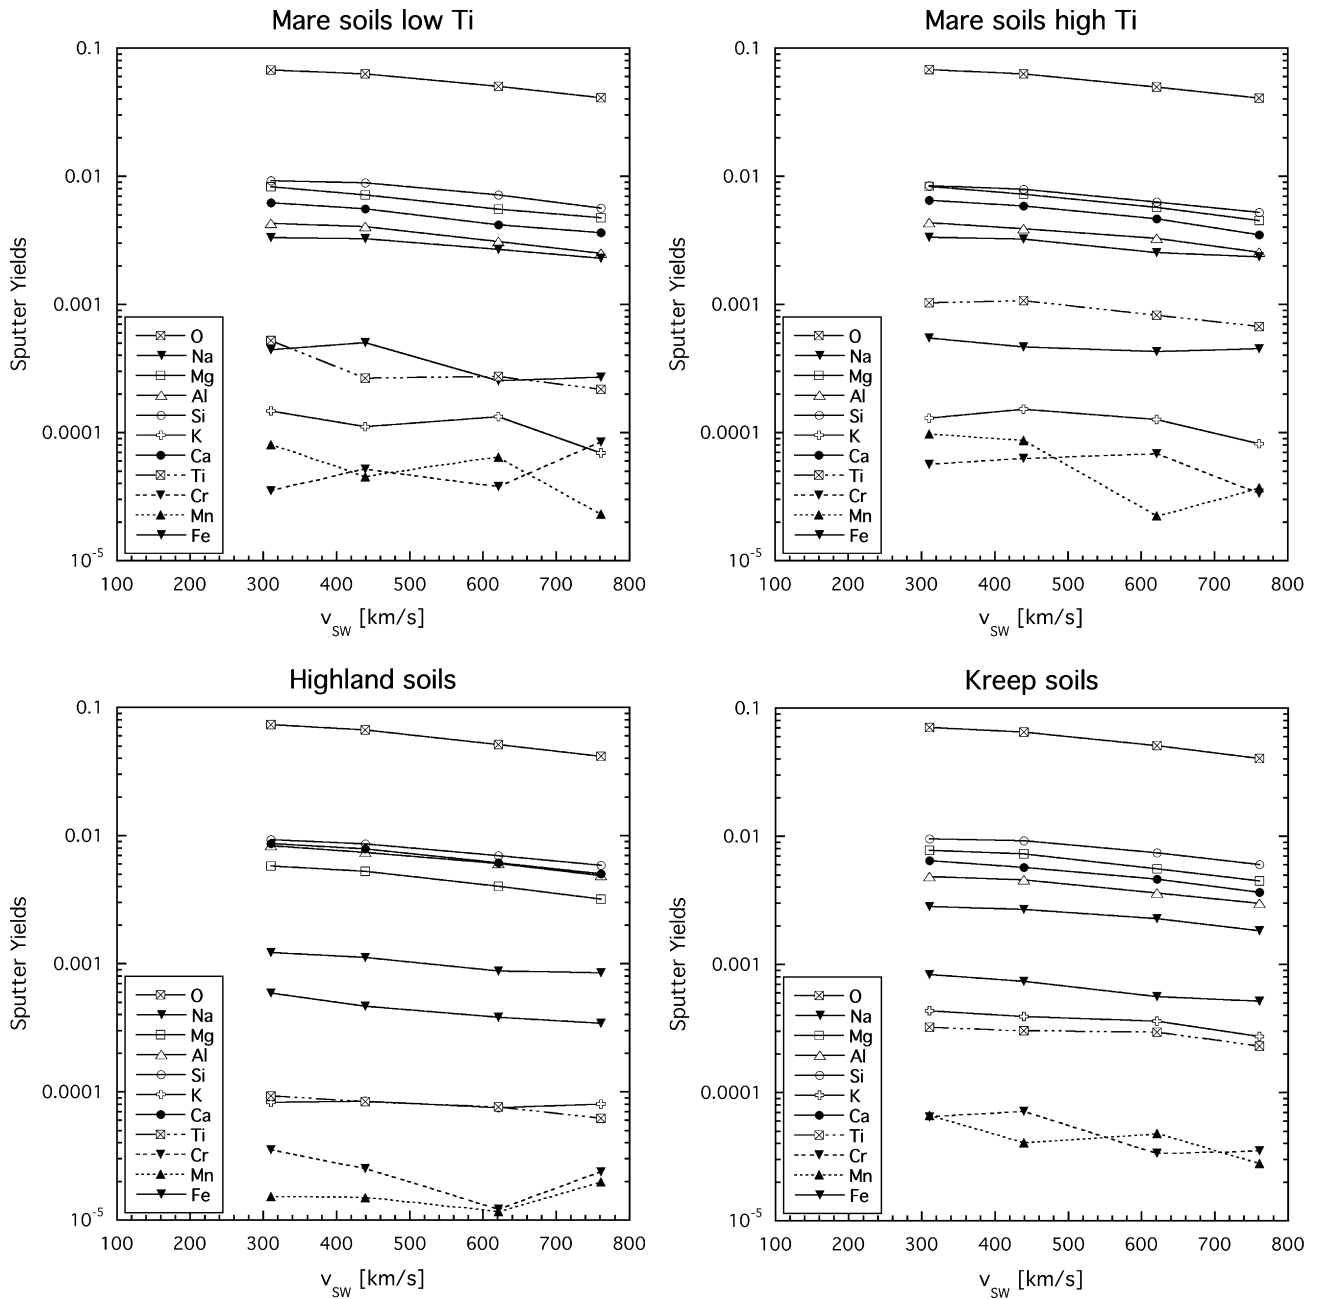 Mare soils low Ti
0.1
0.01
0.001
0.0001
10-5
Sputter Yields
O
Na
Mg
Al
Si
K
Ca
Ti
Cr
Mn
Fe
100 200 300 400 500 600 700 800
vSW [km/s]
Mare soils high Ti
0.1
0.01
0.001
0.0001
10-5
Sputter Yields
O
Na
Mg
Al
Si
K
Ca
Ti
Cr
Mn
Fe
100 200 300 400 500 600 700 800
vSW [km/s]
Highland soils
0.1
0.01
0.001
0.0001
10-5
Sputter Yields
O
Na
Mg
Al
Si
K
Ca
Ti
Cr
Mn
Fe
100 200 300 400 500 600 700 800
vSW [km/s]
Kreep soils
0.1
0.01
0.001
0.0001
10-5
Sputter Yields
O
Na
Mg
Al
Si
K
Ca
Ti
Cr
Mn
Fe
100 200 300 400 500 600 700 800
vSW [km/s]